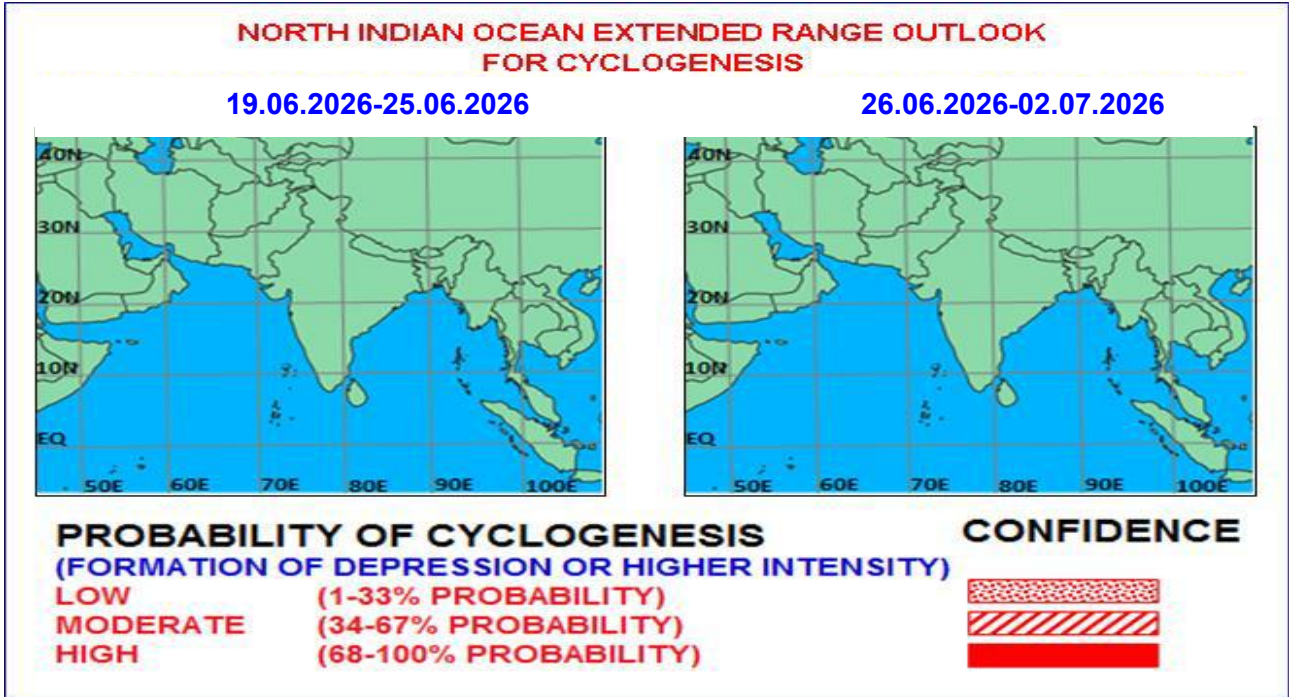 NORTH INDIAN OCEAN EXTENDED RANGE OUTLOOK
FOR CYCLOGENESIS
19.06.2026-25.06.2026
26.06.2026-02.07.2026
40N
30N
20N
10N
EQ
50E 60E 70E 80E 90E 100E
40N
30N
20N
10N
EQ
50E 60E 70E 80E 90E 100E
PROBABILITY OF CYCLOGENESIS
CONFIDENCE
(FORMATION OF DEPRESSION OR HIGHER INTENSITY)
LOW (1-33% PROBABILITY)
MODERATE (34-67% PROBABILITY)
HIGH (68-100% PROBABILITY)